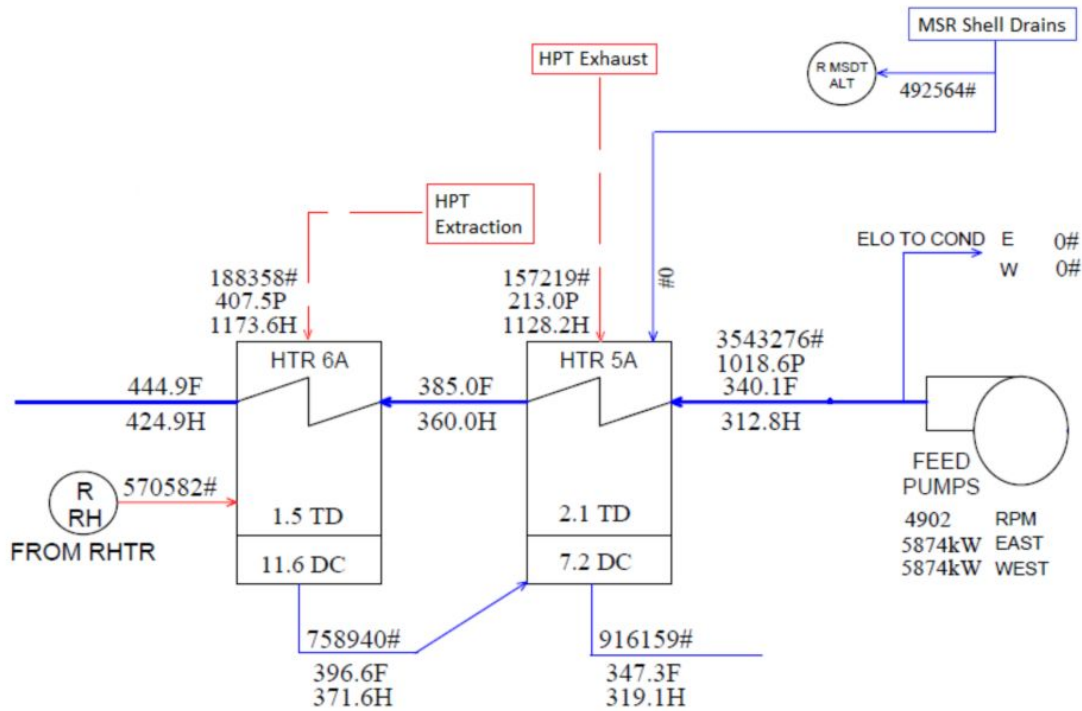 MSR Shell Drains
HPT Exhaust
R MSDT
ALT
492564#
HPT
Extraction
ELO TO COND E 0#
W 0#
0#
188358#
407.5P
1173.6H
157219#
213.0P
1128.2H
3543276#
1018.6P
HTR 6A
HTR 5A
444.9F
385.0F
340.1F
424.9H
360.0H
312.8H
FEED
PUMPS
R
RH
570582#
FROM RHTR
1.5 TD
2.1 TD
4902 RPM
5874kW EAST
5874kW WEST
11.6 DC
7.2 DC
758940#
396.6F
371.6H
916159#
347.3F
319.1H